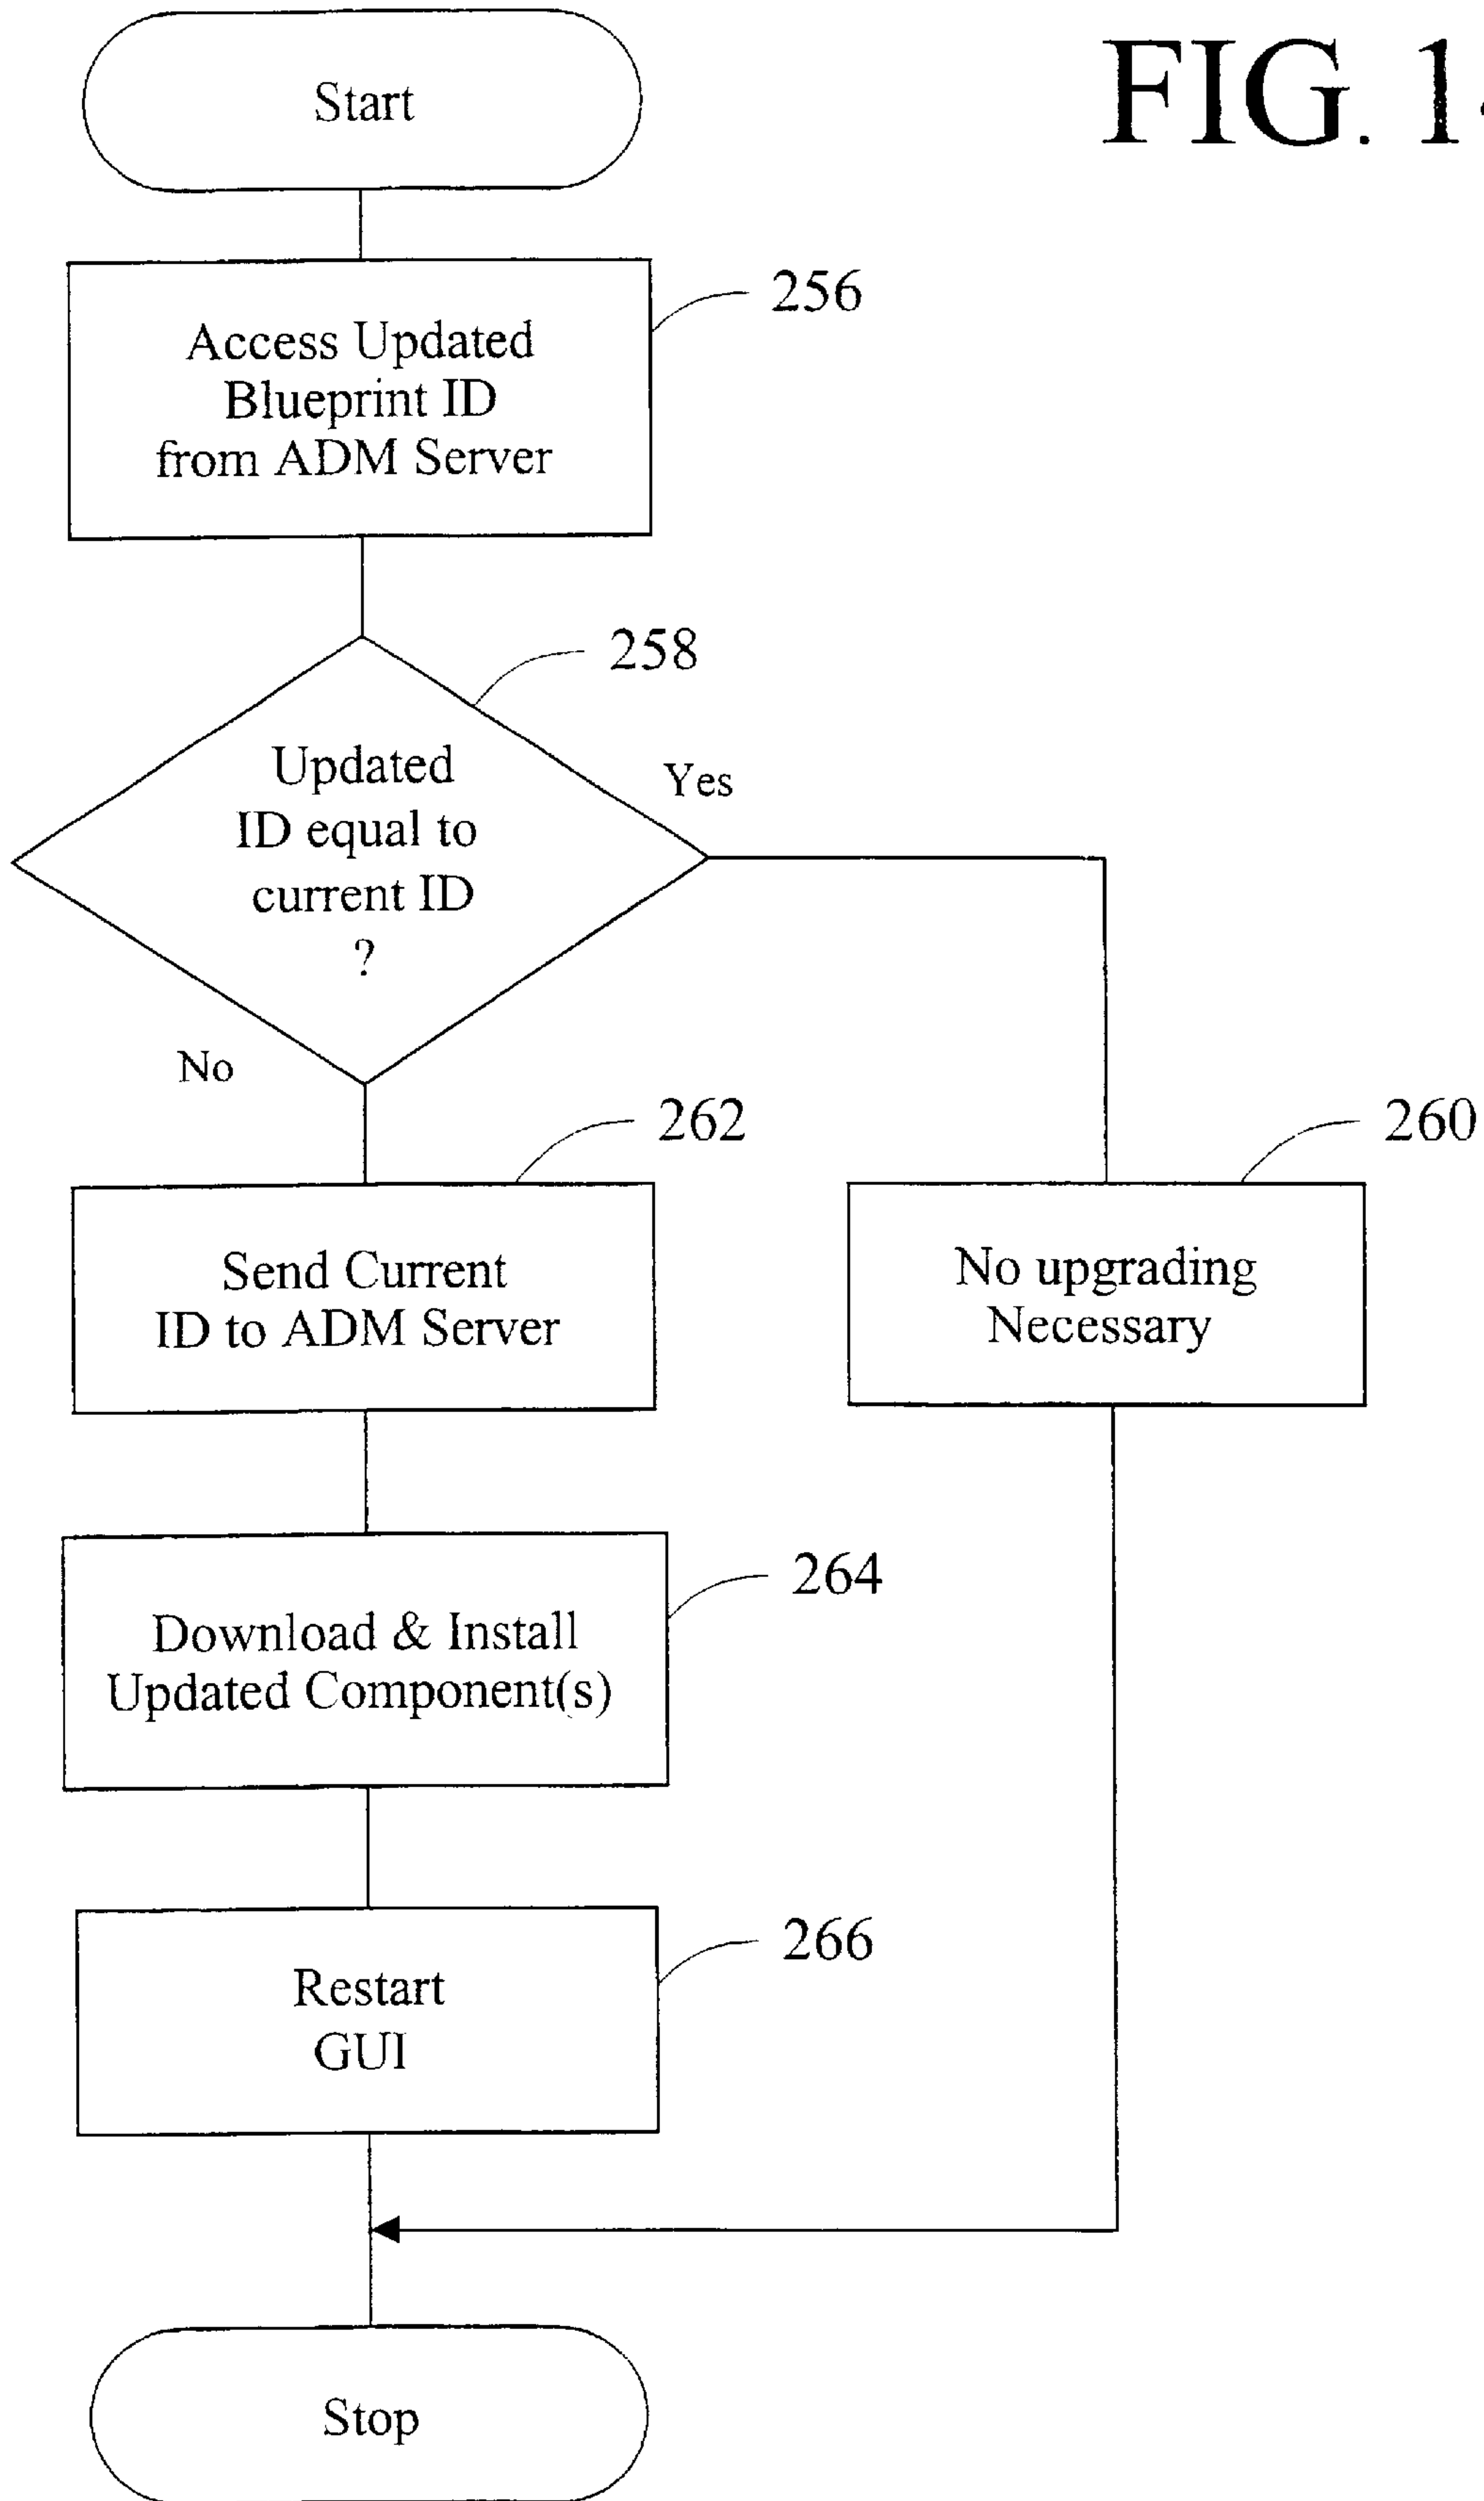 FIG. 1
Start
256
Access Updated
Blueprint ID
from ADM Server
258
Updated
ID equal to
current ID
?
Yes
No
262
260
Send Current
ID to ADM Server
No upgrading
Necessary
264
Download & Install
Updated Component(s)
266
Restart
GUI
Stop